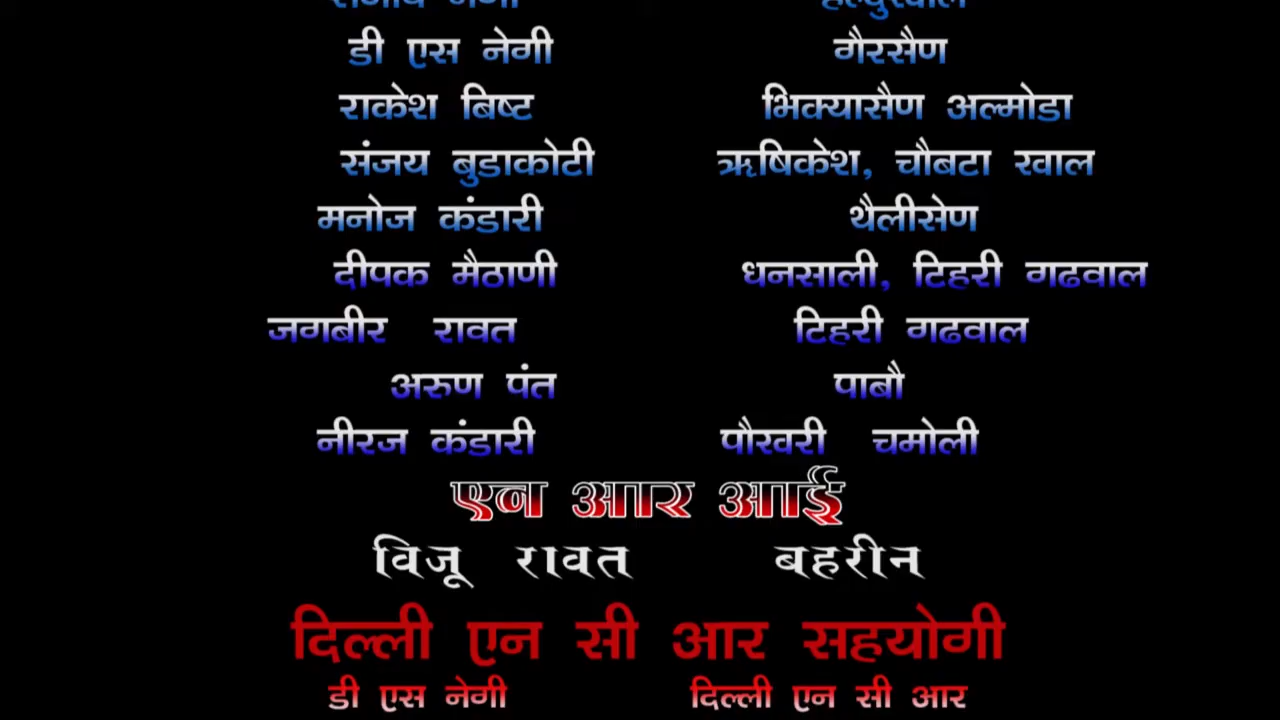 डी एस नेगी गैरसैण
राकेश बिष्ट भिक्यासैण अल्मोडा
संजय बुडाकोटी ऋषिकेश, चौबटा खाल
मनोज कंडारी थैलीसेण
दीपक मैठाणी धनसाली, टिहरी गढवाल
जगबीर रावत टिहरी गढवाल
अरुण पंत पाबौ
नीरज कंडारी पौखरी चमोली
एन आर आई
विजू रावत बहरीन
दिल्ली एन सी आर सहयोगी
डी एस नेगी दिल्ली एन सी आर